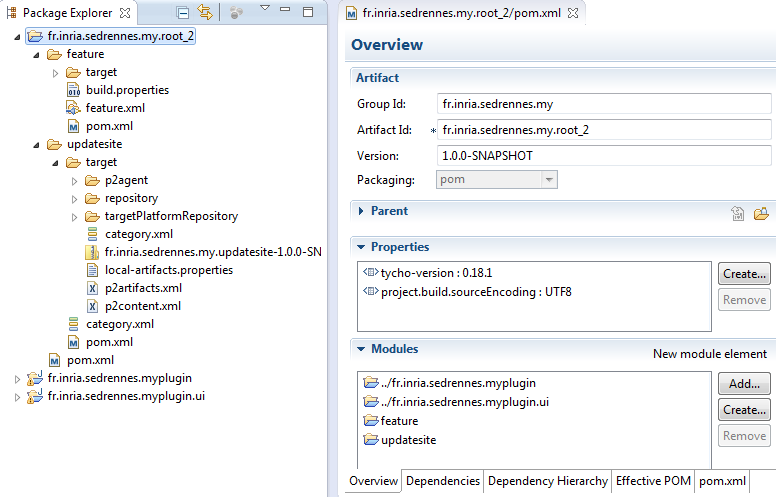 Package Explorer
fr.inria.sedrennes.my.root_2
feature
target
build.properties
feature.xml
pom.xml
updatesite
target
p2agent
repository
targetPlatformRepository
category.xml
fr.inria.sedrennes.my.updatesite-1.0.0-SN
local-artifacts.properties
p2artifacts.xml
p2content.xml
category.xml
pom.xml
pom.xml
fr.inria.sedrennes.myplugin
fr.inria.sedrennes.myplugin.ui
fr.inria.sedrennes.my.root_2/pom.xml
Overview
Artifact
Group Id: fr.inria.sedrennes.my
Artifact Id: * fr.inria.sedrennes.my.root_2
Version: 1.0.0-SNAPSHOT
Packaging: pom
Parent
Properties
tycho-version : 0.18.1
project.build.sourceEncoding : UTF8
Create...
Remove
Modules
New module element
../fr.inria.sedrennes.myplugin
../fr.inria.sedrennes.myplugin.ui
feature
updatesite
Add...
Create...
Remove
Overview Dependencies Dependency Hierarchy Effective POM pom.xml